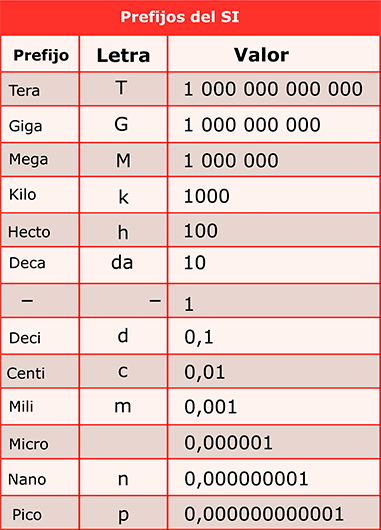 Prefijos del SI
Prefijo Letra Valor
Tera T 1 000 000 000 000
Giga G 1 000 000 000
Mega M 1 000 000
Kilo k 1000
Hecto h 100
Deca da 10
– – 1
Deci d 0,1
Centi c 0,01
Mili m 0,001
Micro 0,000001
Nano n 0,000000001
Pico p 0,000000000001